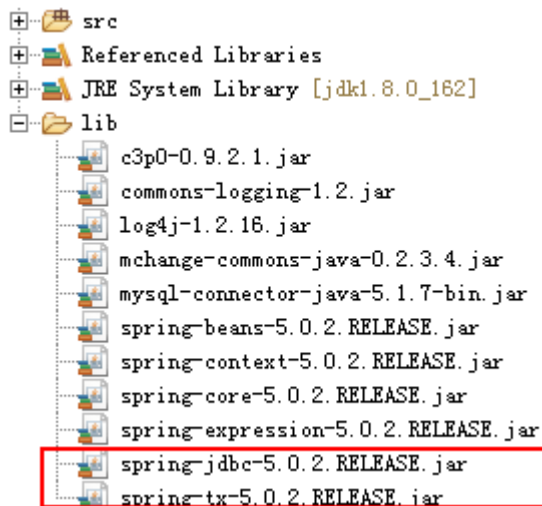 src
Referenced Libraries
JRE System Library [jdk1.8.0_162]
lib
c3p0-0.9.2.1.jar
commons-logging-1.2.jar
log4j-1.2.16.jar
mchange-commons-java-0.2.3.4.jar
mysql-connector-java-5.1.7-bin.jar
spring-beans-5.0.2.RELEASE.jar
spring-context-5.0.2.RELEASE.jar
spring-core-5.0.2.RELEASE.jar
spring-expression-5.0.2.RELEASE.jar
spring-jdbc-5.0.2.RELEASE.jar
spring-tx-5.0.2.RELEASE.jar